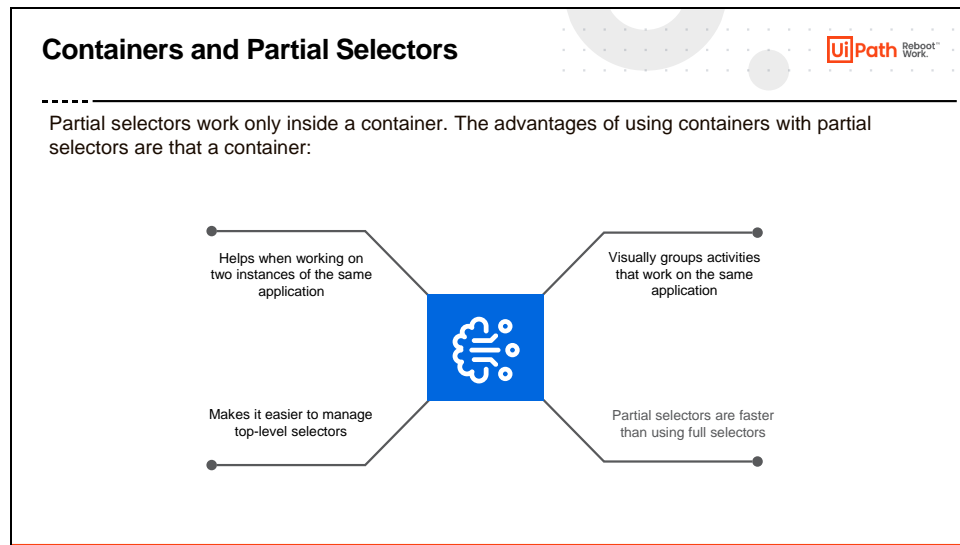 Containers and Partial Selectors
UiPath Reboot Work.™
Partial selectors work only inside a container. The advantages of using containers with partial
selectors are that a container:
Helps when working on
two instances of the same
application
Visually groups activities
that work on the same
application
Makes it easier to manage
top-level selectors
Partial selectors are faster
than using full selectors